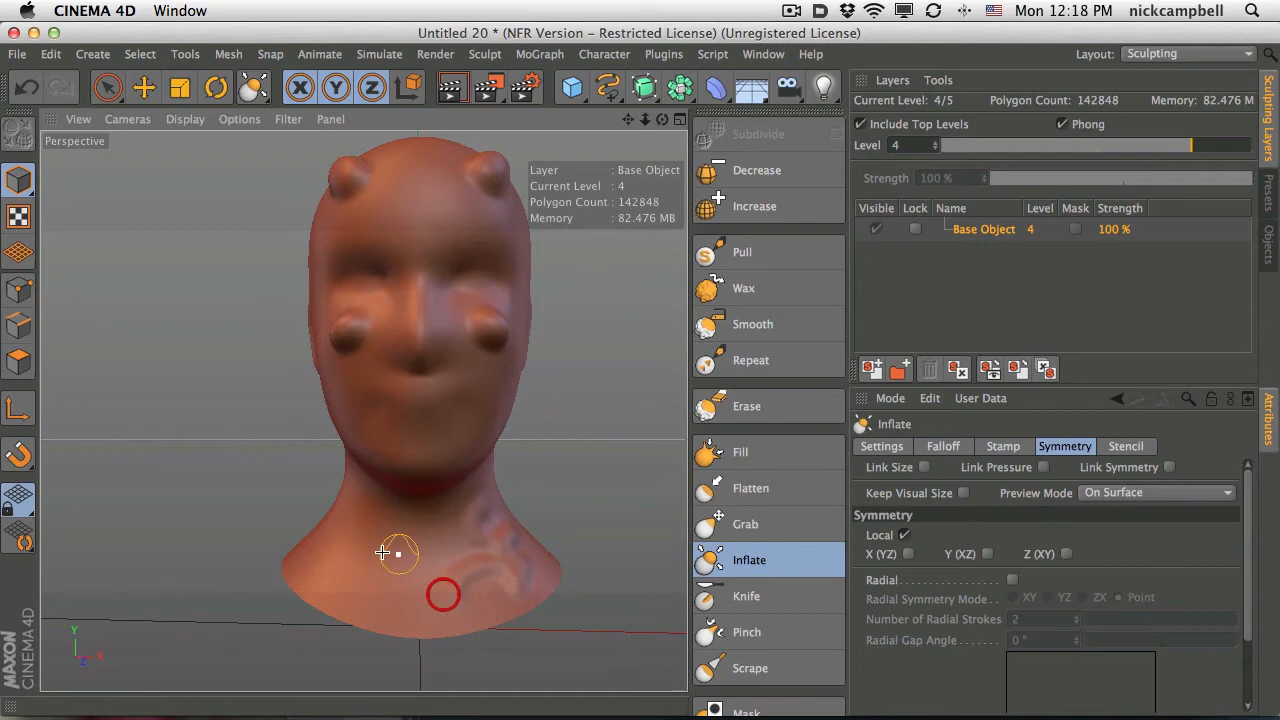 CINEMA 4D Window Mon 12:18 PM nickcampbell
Untitled 20 * (NFR Version - Restricted License) (Unregistered License)
File Edit Create Select Tools Mesh Snap Animate Simulate Render Sculpt MoGraph Character Plugins Script Window Help Layout: Sculpting
X Y Z
View Cameras Display Options Filter Panel
Perspective
Layer : Base Object
Current Level : 4
Polygon Count : 142848
Memory : 82.476 MB
Y
Z X
MAXON
CINEMA 4D
Subdivide
Decrease
Increase
Pull
Wax
Smooth
Repeat
Erase
Fill
Flatten
Grab
Inflate
Knife
Pinch
Scrape
Mask
Layers Tools
Current Level: 4/5 Polygon Count: 142848 Memory: 82.476 M
Include Top Levels Phong
Level 4
Strength 100 %
Visible Lock Name Level Mask Strength
Base Object 4 100 %
Mode Edit User Data
Inflate
Settings Falloff Stamp Symmetry Stencil
Link Size Link Pressure Link Symmetry
Keep Visual Size Preview Mode On Surface
Symmetry
Local
X (YZ) Y (XZ) Z (XY)
Radial
Radial Symmetry Mode XY YZ ZX Point
Number of Radial Strokes 2
Radial Gap Angle 0 °
Sculpting Layers
Presets
Objects
Attributes